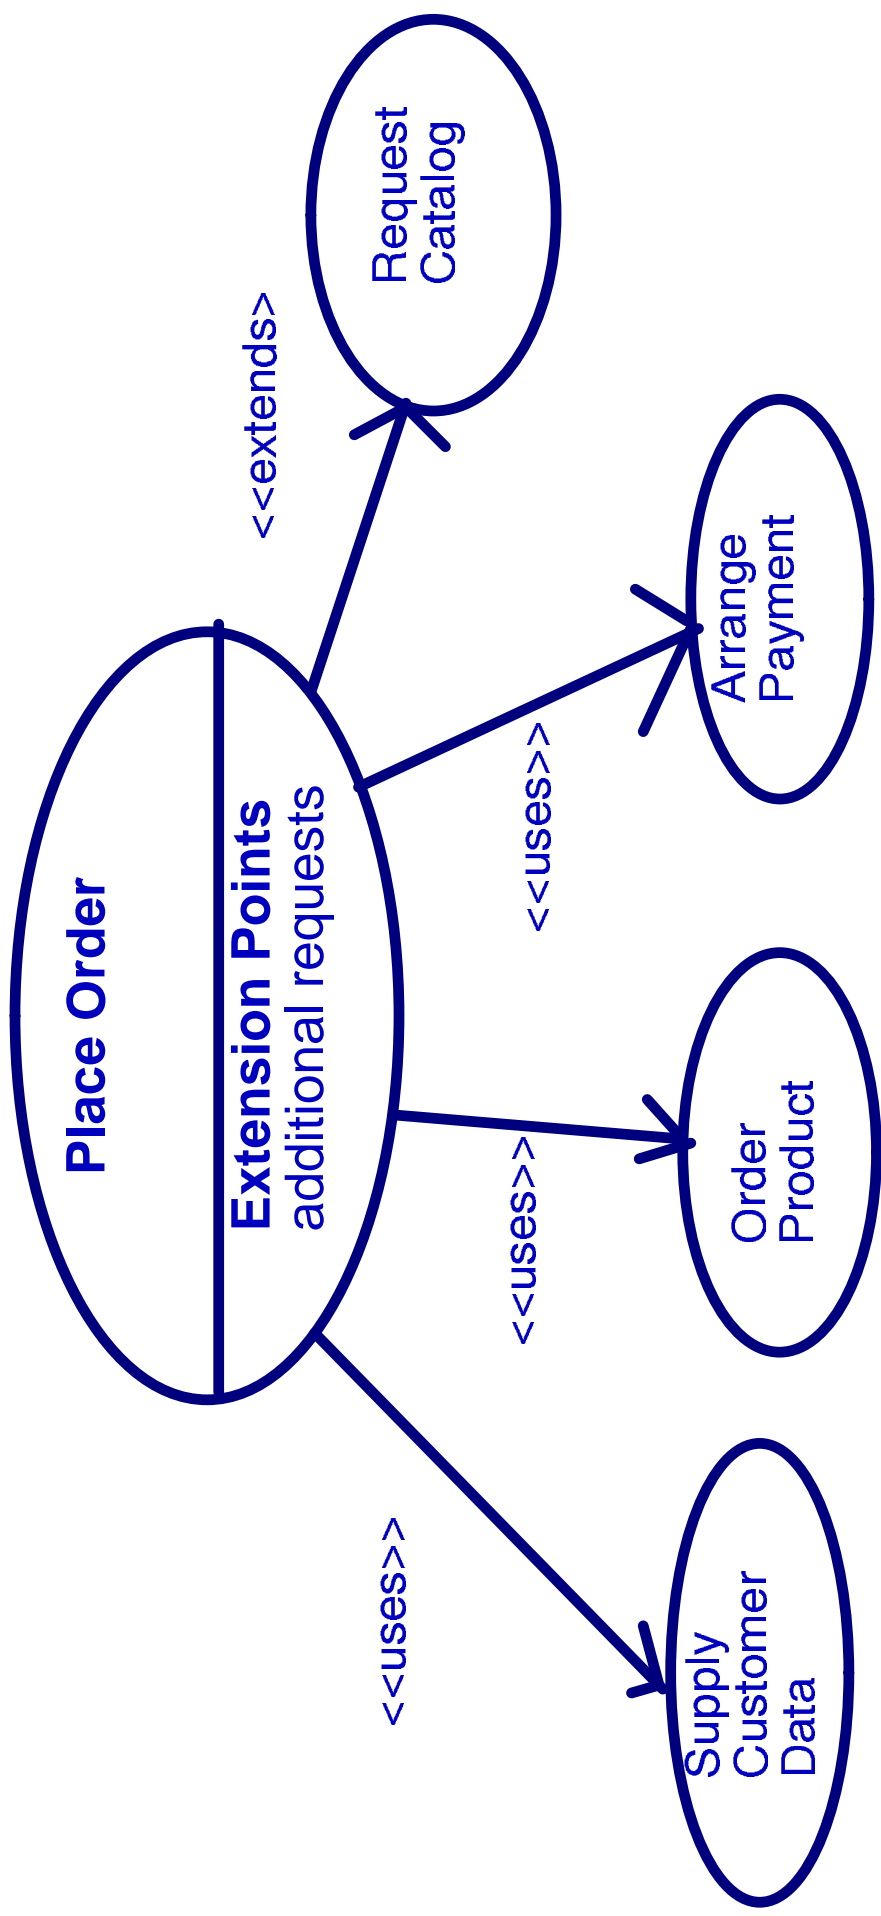 Place Order
Extension Points
additional requests
<<extends>
<<uses>>
<<uses>>
<<uses>>
Request
Catalog
Arrange
Payment
Order
Product
Supply
Customer
Data